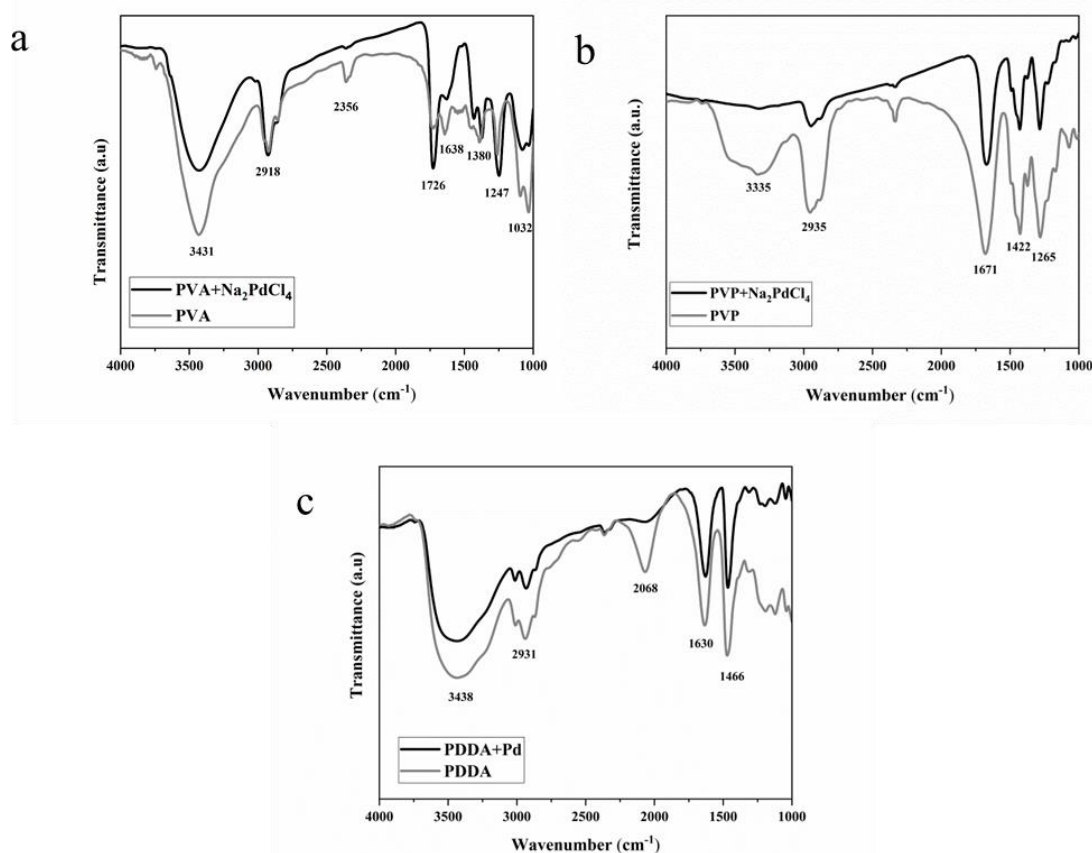 a
Transmittance (a.u)
3431
2918
2356
1726
1638
1380
1247
1032
PVA+Na₂PdCl₄
PVA
4000 3500 3000 2500 2000 1500 1000
Wavenumber (cm⁻¹)
b
Transmittance (a.u.)
3335
2935
1671
1422
1265
PVP+Na₂PdCl₄
PVP
4000 3500 3000 2500 2000 1500 1000
Wavenumber (cm⁻¹)
c
Transmittance (a.u)
3438
2931
2068
1630
1466
PDDA+Pd
PDDA
4000 3500 3000 2500 2000 1500 1000
Wavenumber (cm⁻¹)